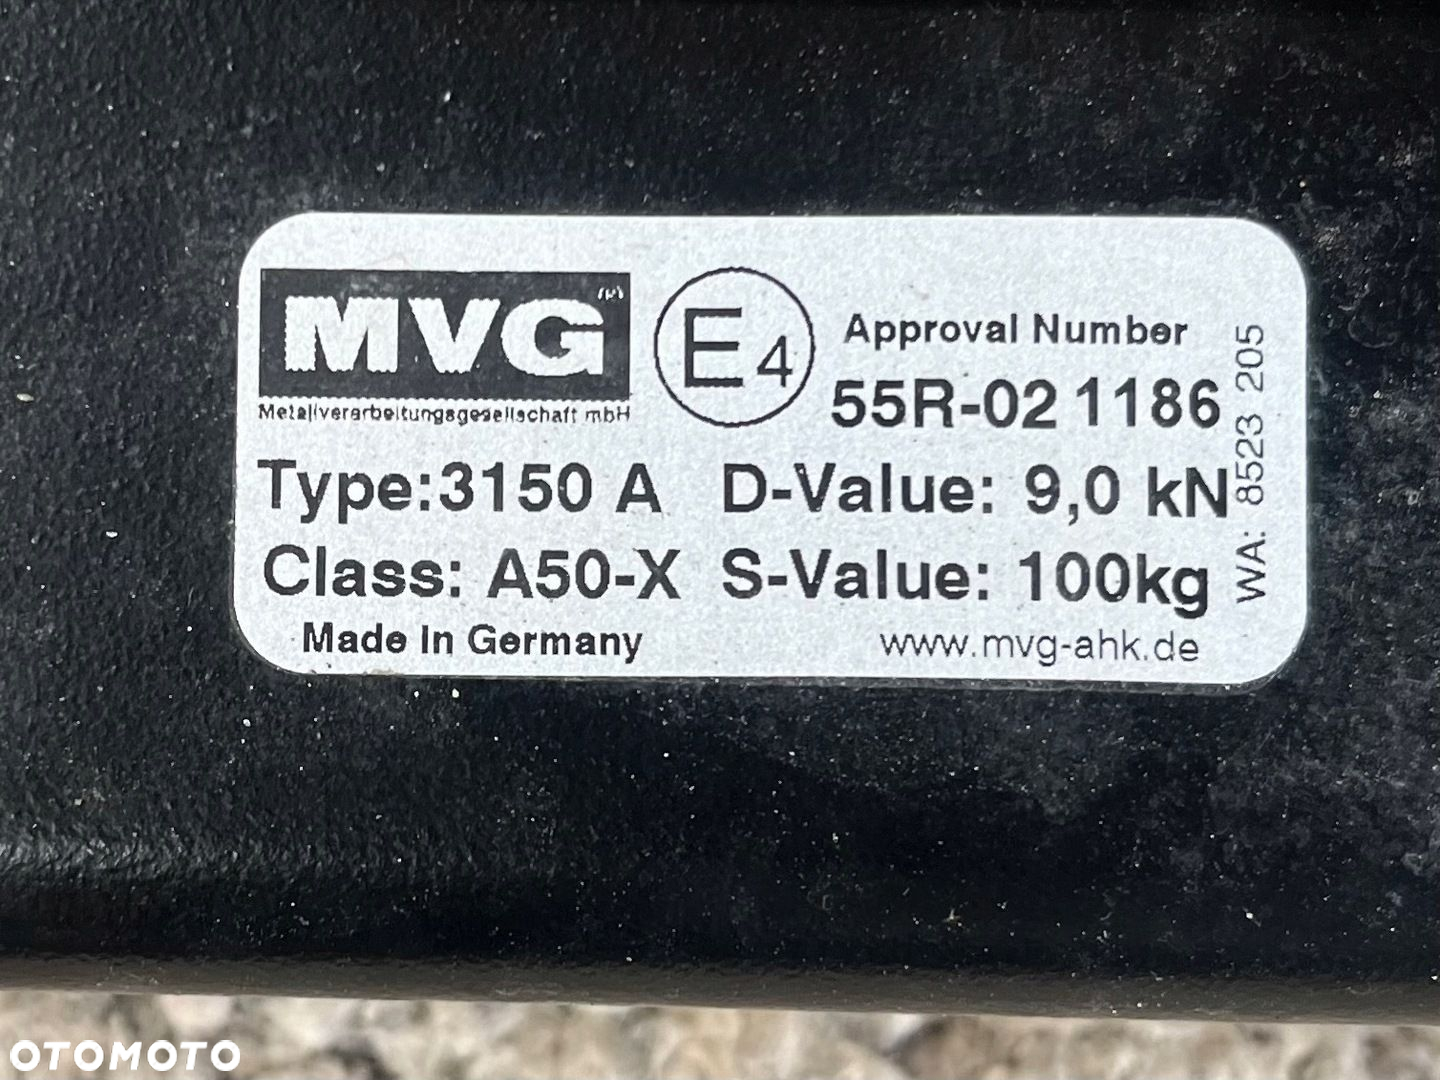 MVG (R)
Metallverarbeitungsgesellschaft mbH
E4
Approval Number
55R-02 1186
Type:3150 A D-Value: 9,0 kN
Class: A50-X S-Value: 100kg
Made In Germany www.mvg-ahk.de
WA: 8523 205
OTOMOTO